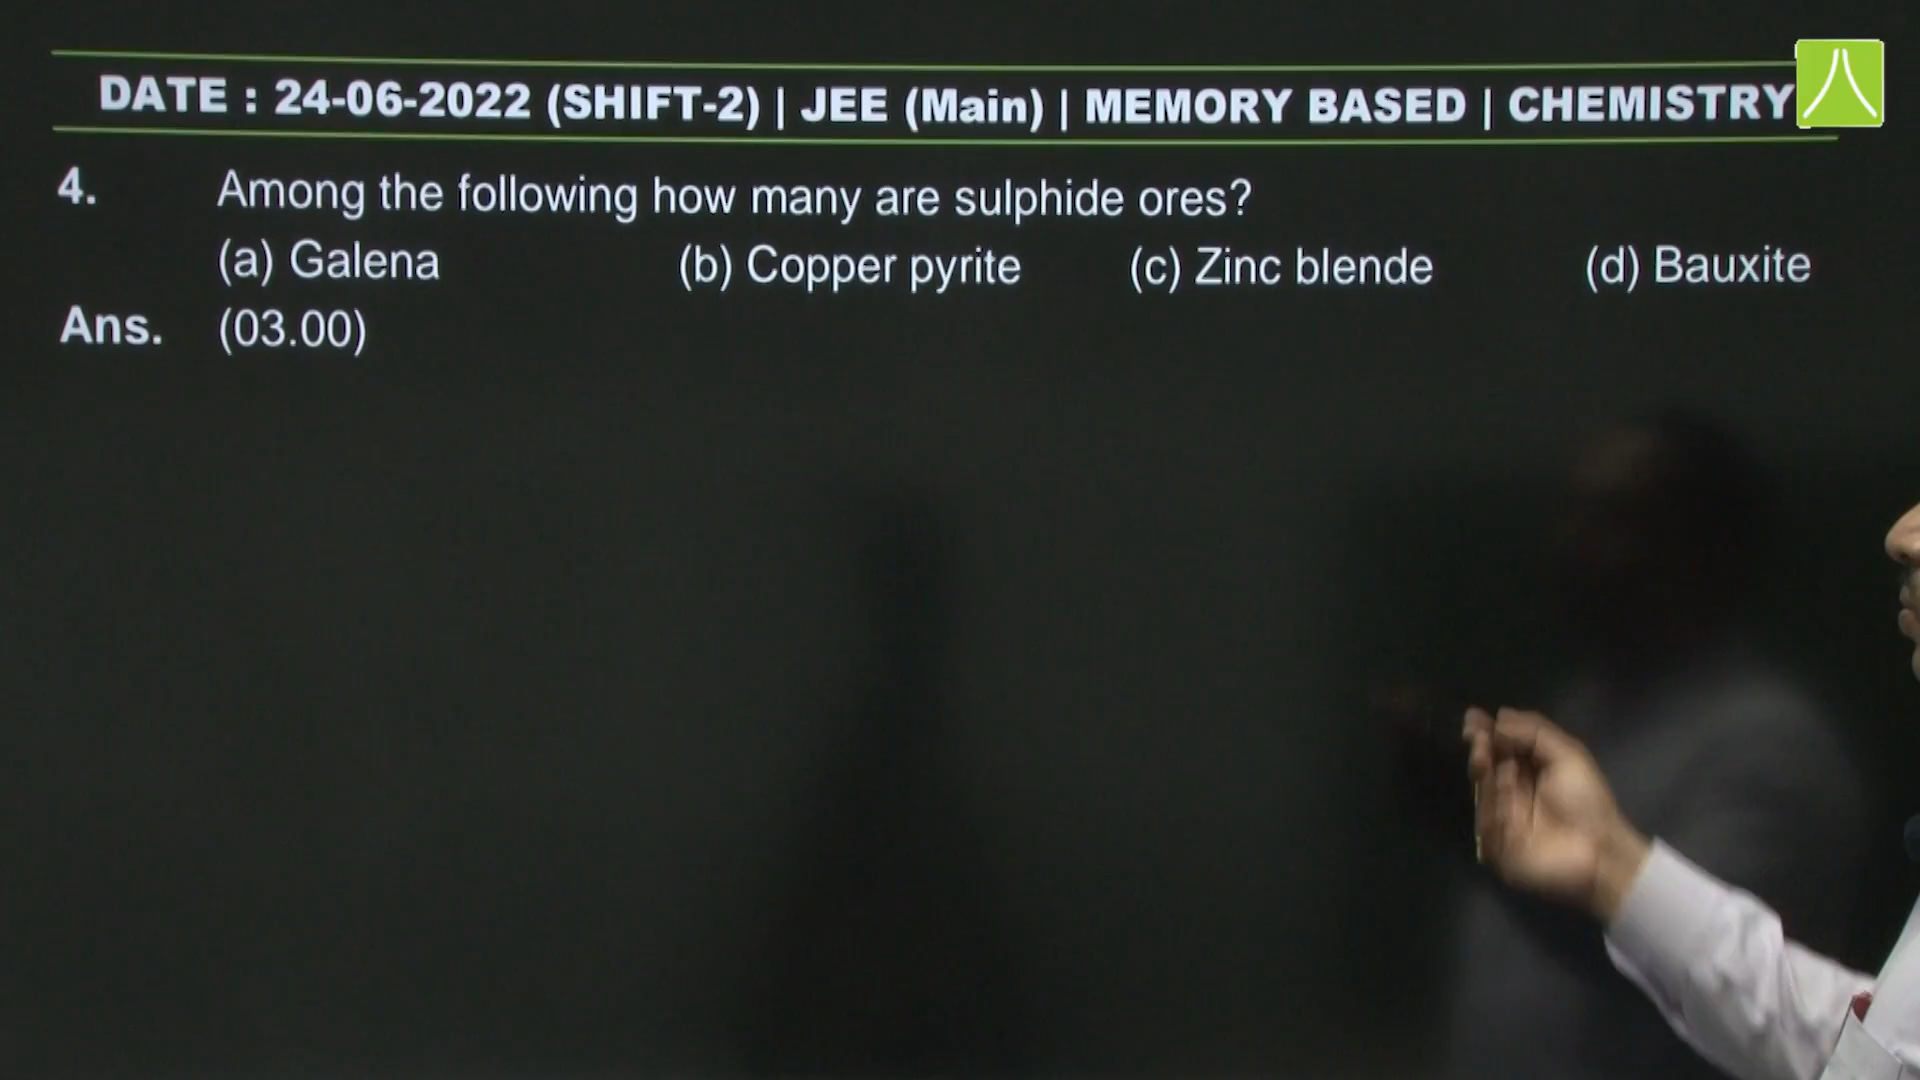 DATE : 24-06-2022 (SHIFT-2) | JEE (Main) | MEMORY BASED | CHEMISTRY
4. Among the following how many are sulphide ores?
(a) Galena (b) Copper pyrite (c) Zinc blende (d) Bauxite
Ans. (03.00)